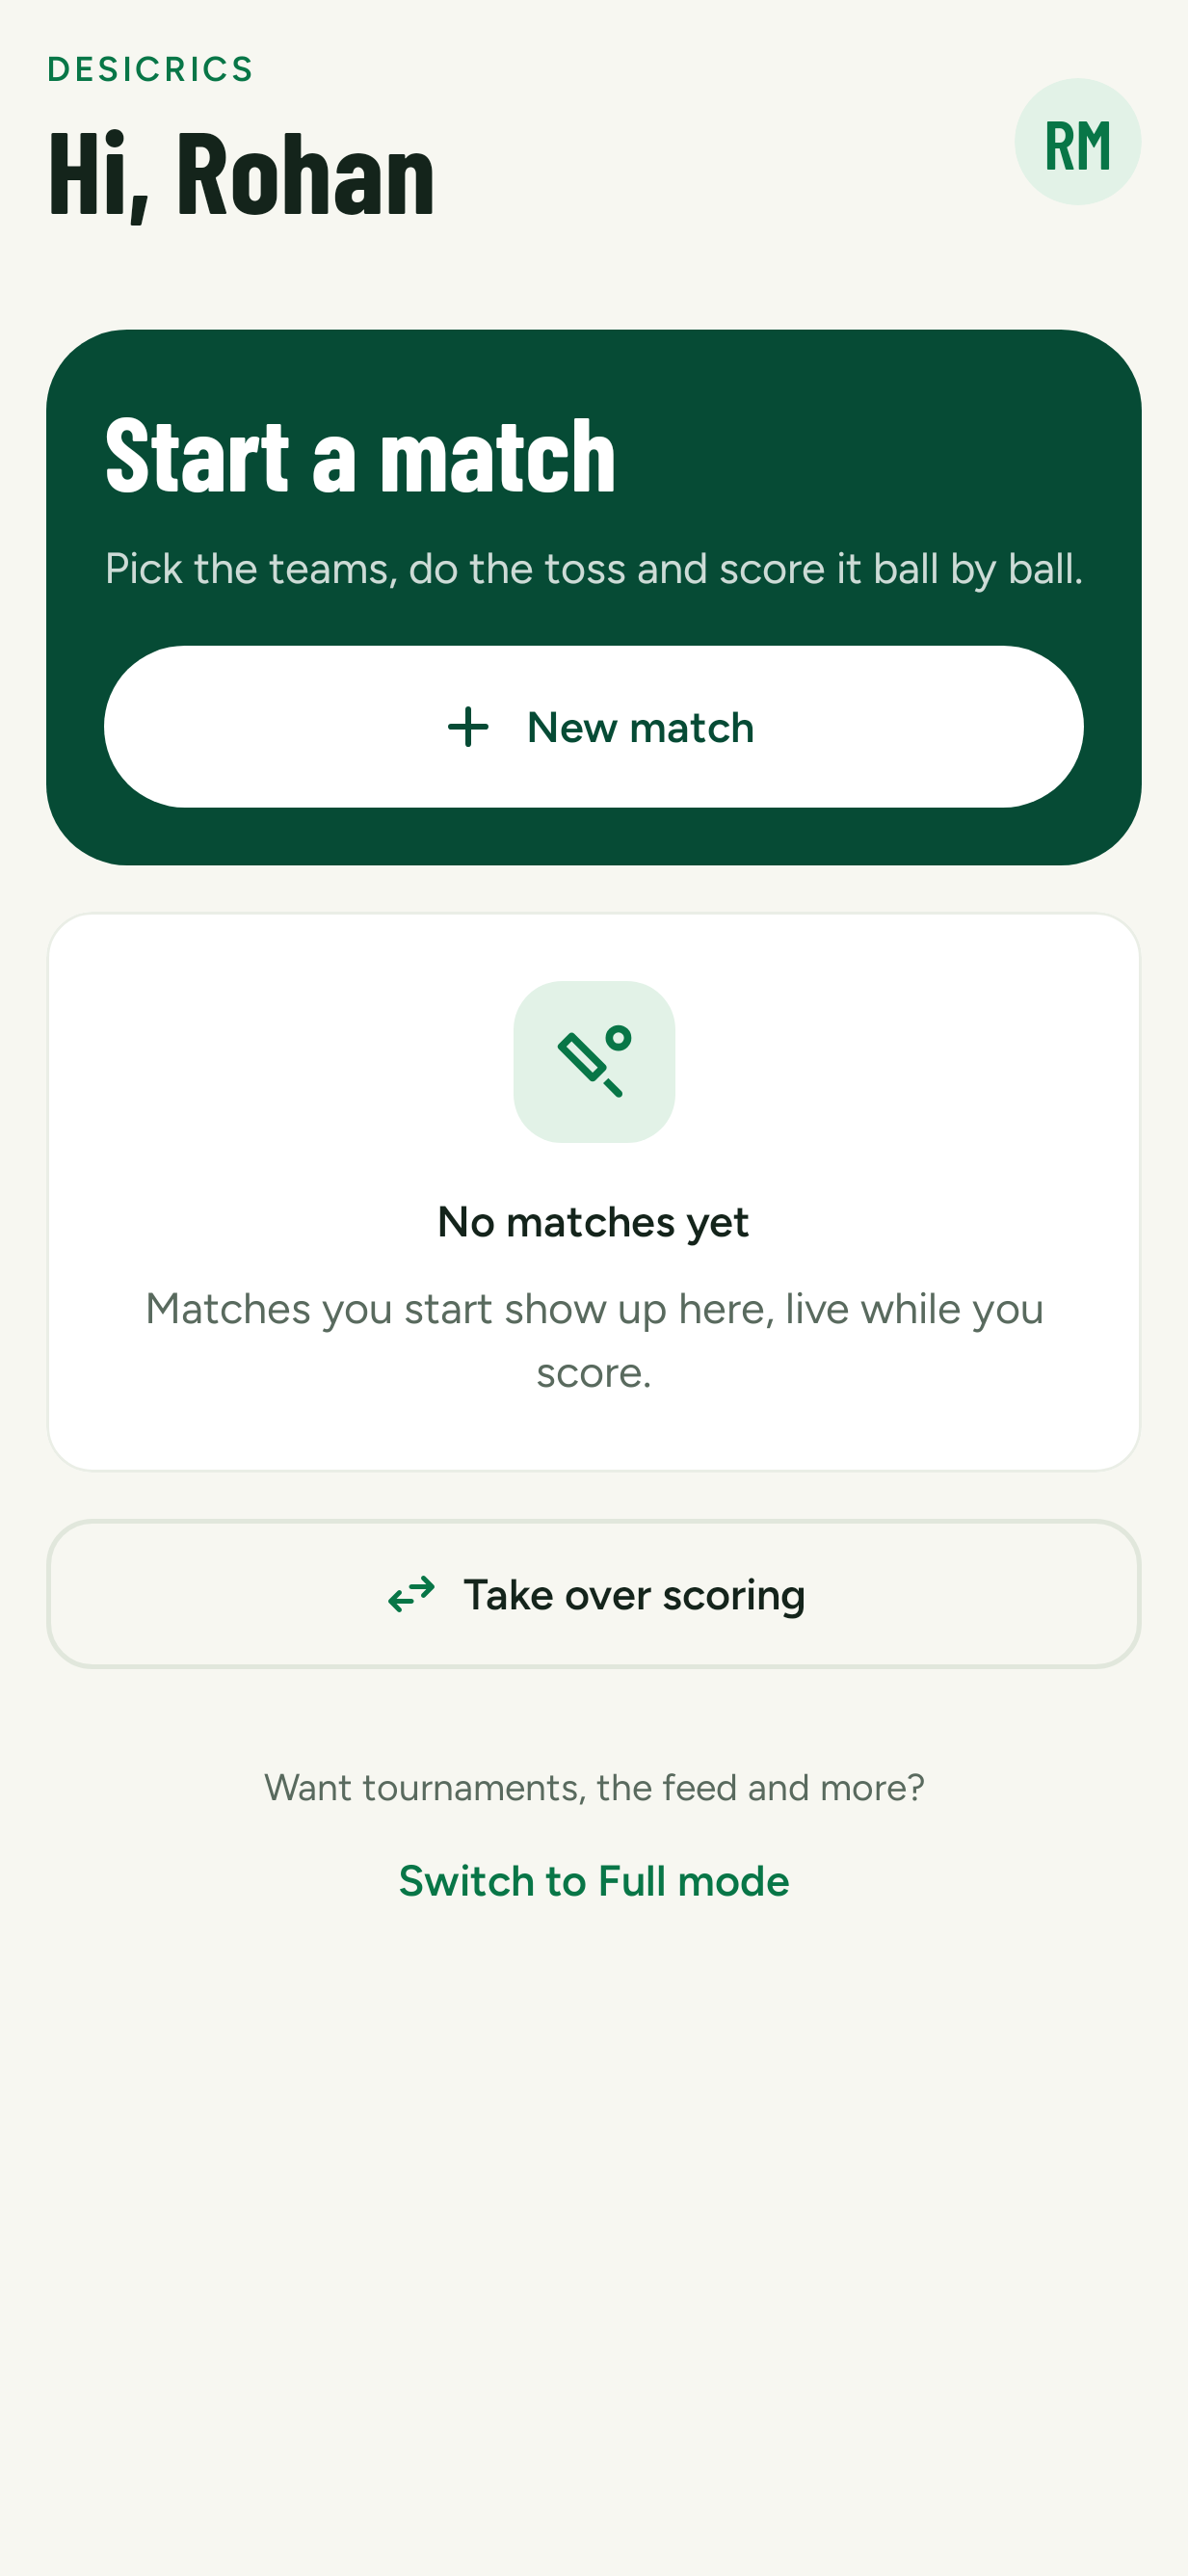 DESICRICS
Hi, Rohan
RM
Start a match
Pick the teams, do the toss and score it ball by ball.
New match
No matches yet
Matches you start show up here, live while you
score.
Take over scoring
Want tournaments, the feed and more?
Switch to Full mode